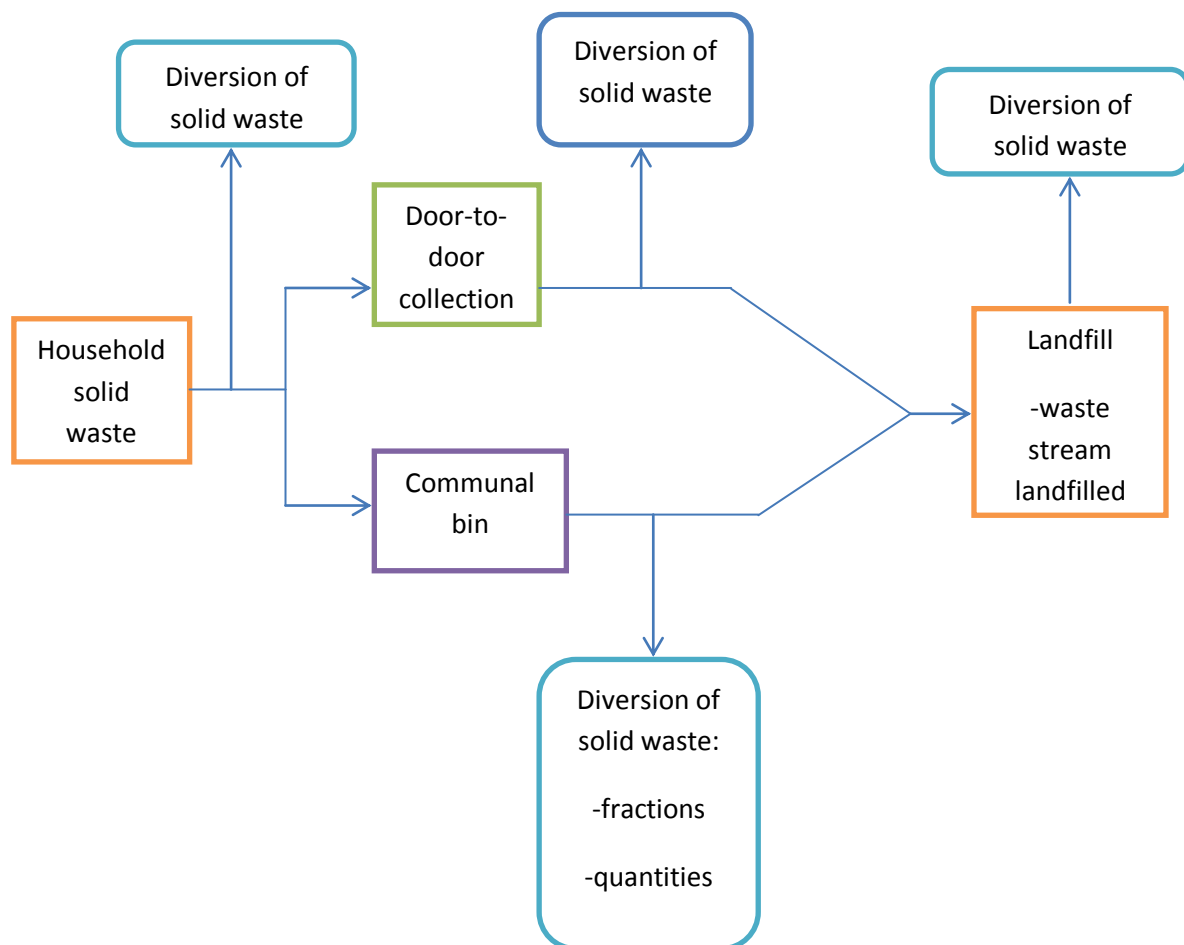 Diversion of
solid waste
Diversion of
solid waste
Diversion of
solid waste
Door-to-
door
collection
Household
solid
waste
Landfill
-waste
stream
landfilled
Communal
bin
Diversion of
solid waste:
-fractions
-quantities